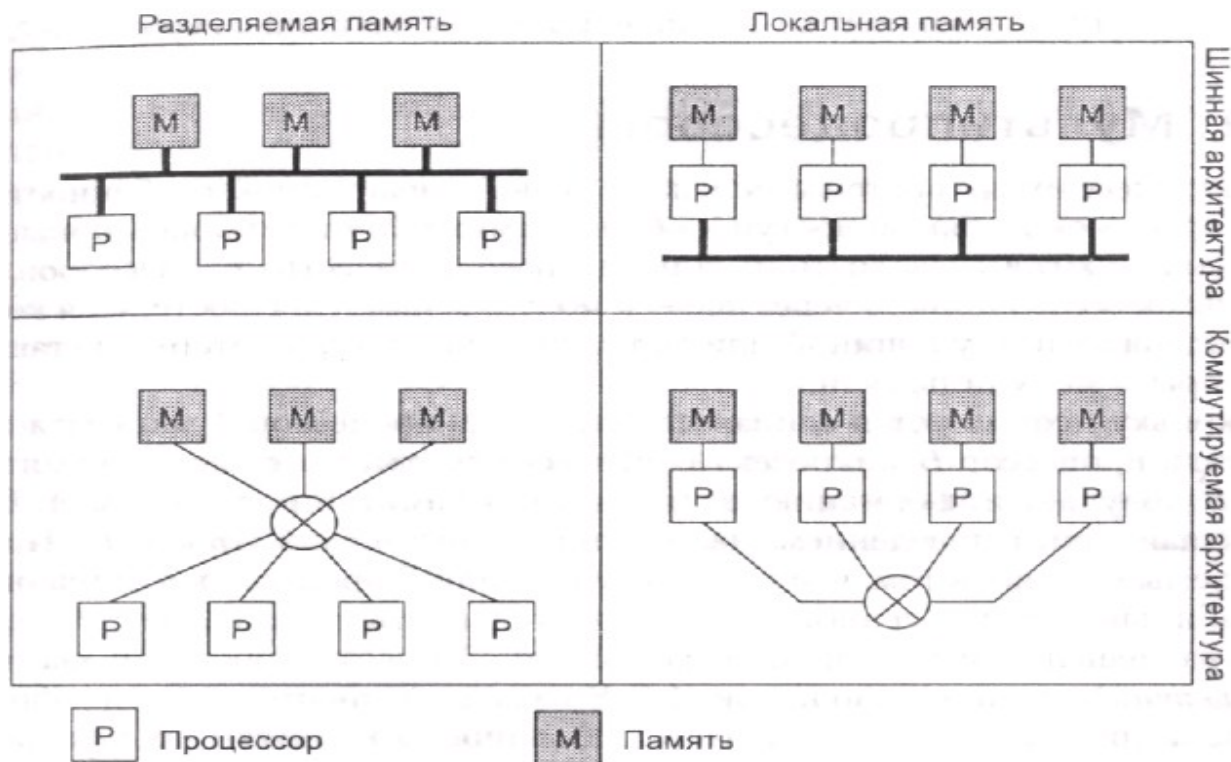 Разделяемая память
Локальная память
М М М
Р Р Р Р
М М М М
Р Р Р Р
Шинная архитектура
М М М
Р Р Р Р
М М М М
Р Р Р Р
Коммутируемая архитектура
Р Процессор
М Память